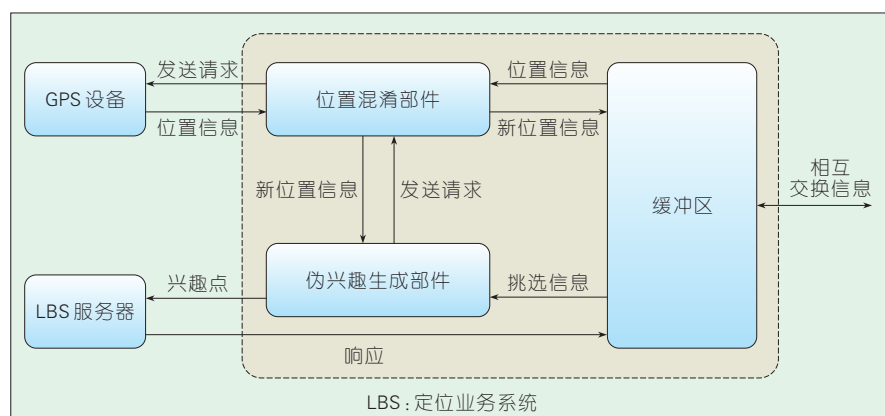 发送请求
位置信息
GPS 设备
位置混淆部件
位置信息
新位置信息
相互
交换信息
新位置信息
发送请求
缓冲区
兴趣点
伪兴趣生成部件
挑选信息
LBS 服务器
响应
LBS：定位业务系统